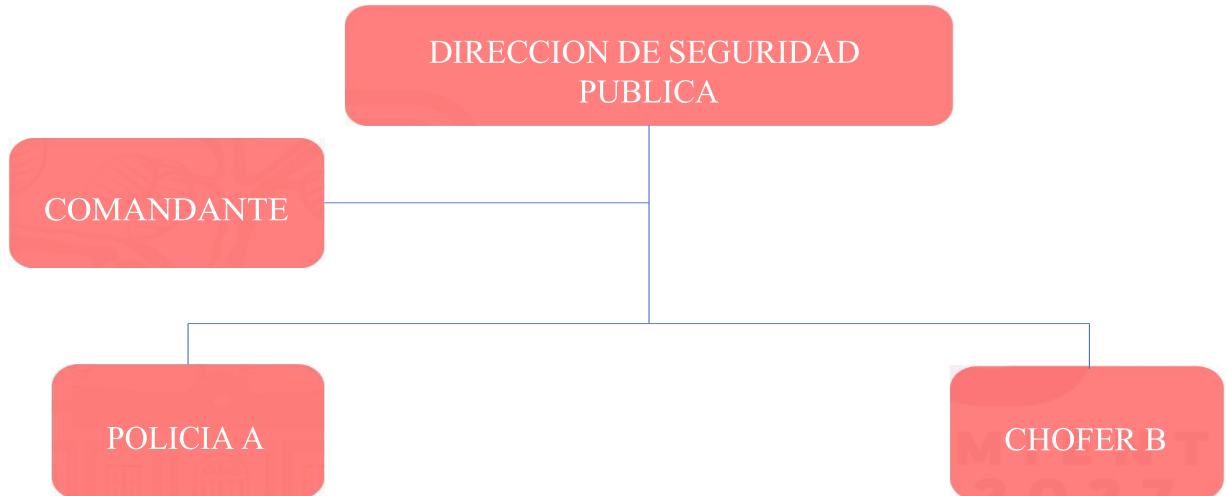 DIRECCION DE SEGURIDAD
PUBLICA
COMANDANTE
POLICIA A
CHOFER B